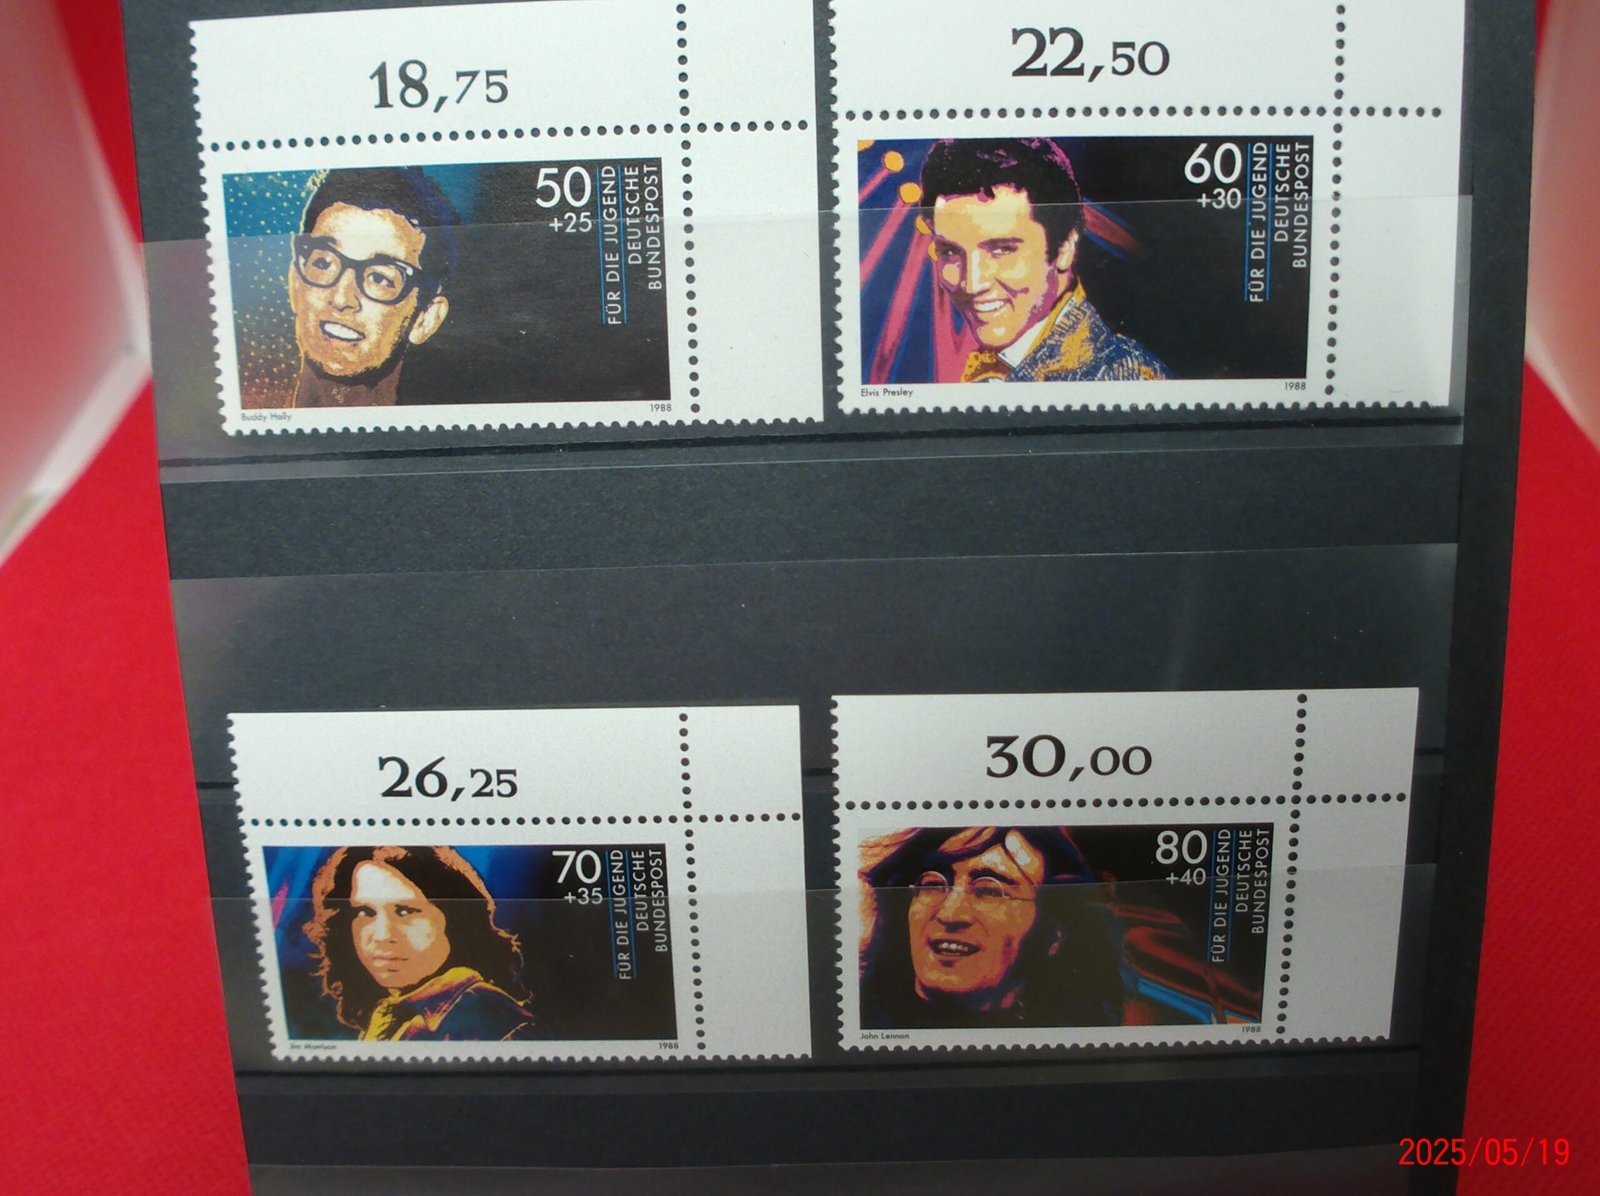 18,75
50
+25
FÜR DIE JUGEND
DEUTSCHE
BUNDESPOST
Buddy Holly
1988
22,50
60
+30
FÜR DIE JUGEND
DEUTSCHE
BUNDESPOST
Elvis Presley
1988
26,25
70
+35
FÜR DIE JUGEND
DEUTSCHE
BUNDESPOST
Jim Morrison
1988
30,00
80
+40
FÜR DIE JUGEND
DEUTSCHE
BUNDESPOST
John Lennon
1988
2025/05/19